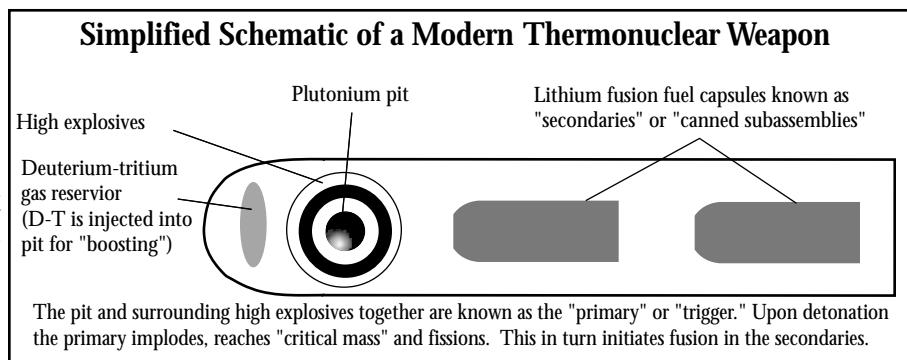 Simplified Schematic of a Modern Thermonuclear Weapon
Plutonium pit
Lithium fusion fuel capsules known as
"secondaries" or "canned subassemblies"
High explosives
Deuterium-tritium
gas reservior
(D-T is injected into
pit for "boosting")
The pit and surrounding high explosives together are known as the "primary" or "trigger." Upon detonation
the primary implodes, reaches "critical mass" and fissions. This in turn initiates fusion in the secondaries.